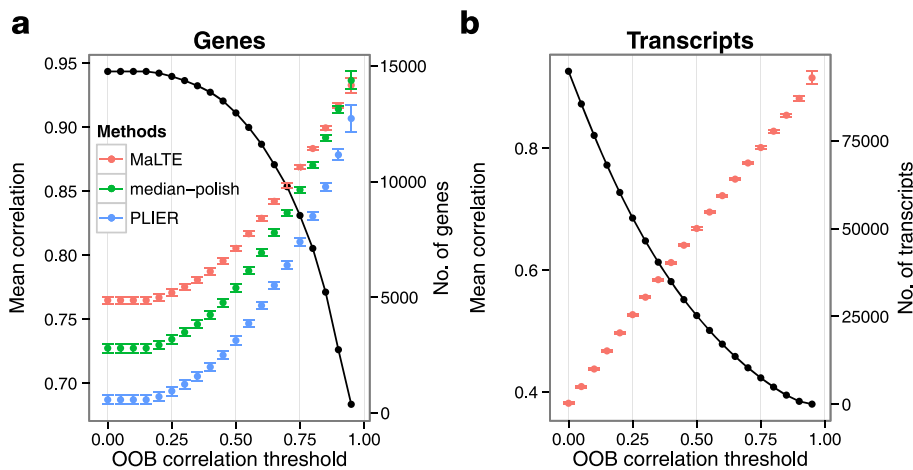 a
Genes
Mean correlation
0.95
0.90
0.85
0.80
0.75
0.70
Methods
MaLTE
median-polish
PLIER
15000
10000
5000
0
No. of genes
0.00 0.25 0.50 0.75 1.00
OOB correlation threshold
b
Transcripts
Mean correlation
0.8
0.6
0.4
75000
50000
25000
0
No. of transcripts
0.00 0.25 0.50 0.75 1.00
OOB correlation threshold